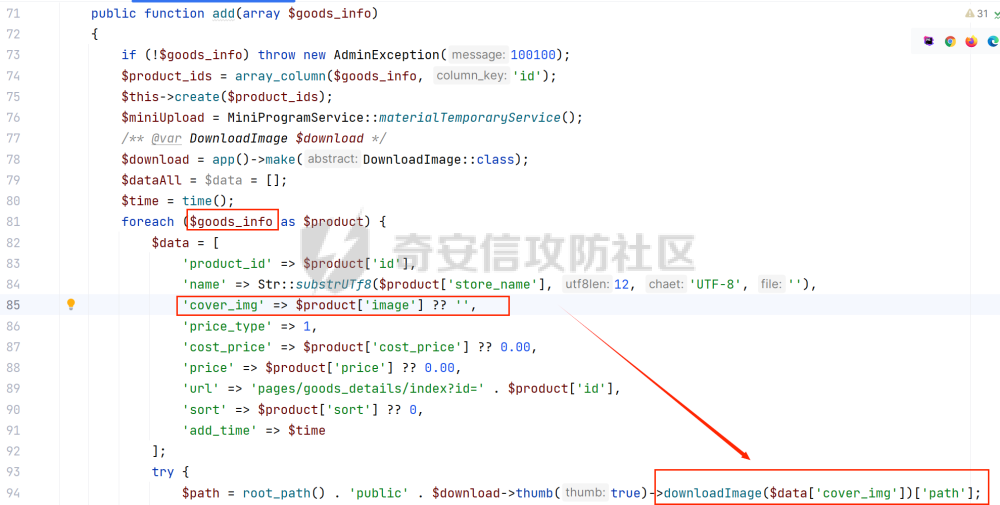 71 public function add(array $goods_info)
31
72 {
73 if (!$goods_info) throw new AdminException( message: 100100);
74 $product_ids = array_column($goods_info, column_key: 'id');
75 $this->create($product_ids);
76 $miniUpload = MiniProgramService::materialTemporaryService();
77 /** @var DownloadImage $download */
78 $download = app()->make( abstract: DownloadImage::class);
79 $dataAll = $data = [];
80 $time = time();
81 foreach ($goods_info as $product) {
82 $data = [
奇安信攻防社区
83 'product_id' => $product['id'],
84 'name' => Str::substrUTf8($product['store_name'], utf8len: 12, chaet: 'UTF-8', file: ''),
85 'cover_img' => $product['image'] ?? '',
86 'price_type' => 1,
87 'cost_price' => $product['cost_price'] ?? 0.00,
88 'price' => $product['price'] ?? 0.00,
89 'url' => 'pages/goods_details/index?id=' . $product['id'],
90 'sort' => $product['sort'] ?? 0,
91 'add_time' => $time
92 ];
93 try {
94 $path = root_path() . 'public' . $download->thumb( thumb: true)->downloadImage($data['cover_img'])['path'];